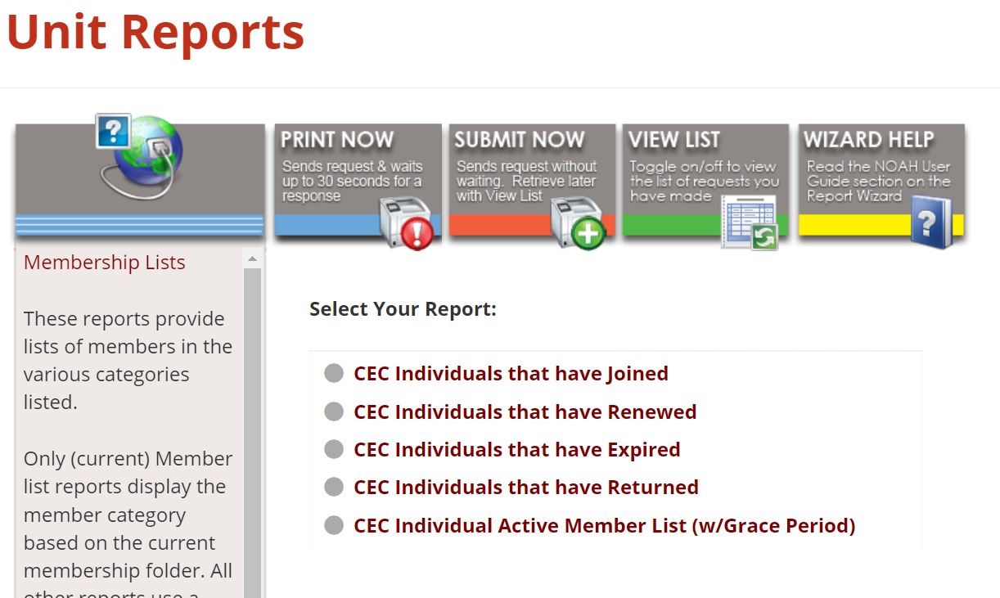 Unit Reports
PRINT NOW
Sends request & waits
up to 30 seconds for a
response
SUBMIT NOW
Sends request without
waiting. Retrieve later
with View List
VIEW LIST
Toggle on/off to view
the list of requests you
have made
WIZARD HELP
Read the NOAH User
Guide section on the
Report Wizard
Membership Lists
These reports provide
lists of members in the
various categories
listed.
Only (current) Member
list reports display the
member category
based on the current
membership folder. All
other reports use a
Select Your Report:
CEC Individuals that have Joined
CEC Individuals that have Renewed
CEC Individuals that have Expired
CEC Individuals that have Returned
CEC Individual Active Member List (w/Grace Period)